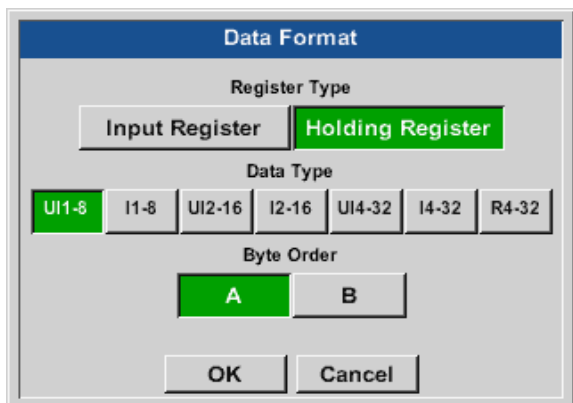 Data Format
Register Type
Input Register Holding Register
Data Type
UI1-8 I1-8 UI2-16 I2-16 UI4-32 I4-32 R4-32
Byte Order
A B
OK Cancel